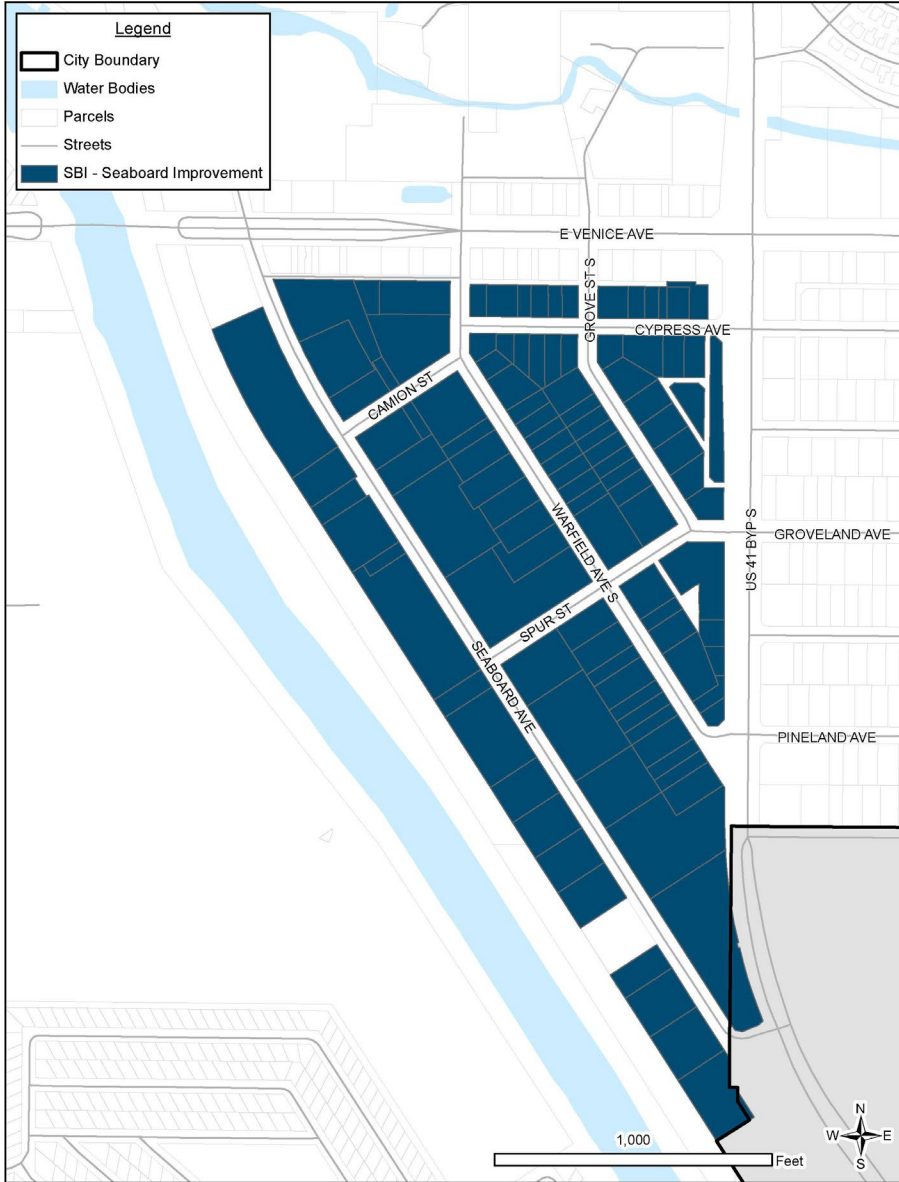 Legend
City Boundary
Water Bodies
Parcels
Streets
SBI - Seaboard Improvement
E VENICE AVE
GROVE ST S
CYPRESS AVE
CAMION ST
WARFIELD AVE S
US 41 BYP S
GROVELAND AVE
SPUR ST
SEABOARD AVE
PINELAND AVE
N
W E
S
1,000
Feet